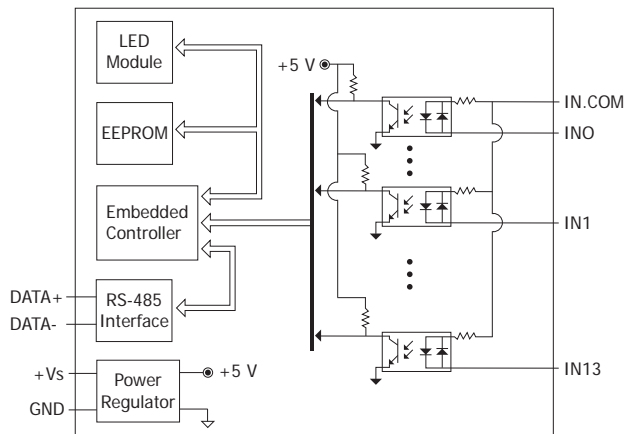 LED
Module
+5 V
IN.COM
EEPROM
INO
Embedded
Controller
IN1
DATA+
DATA-
RS-485
Interface
+Vs
GND
Power
Regulator
+5 V
IN13